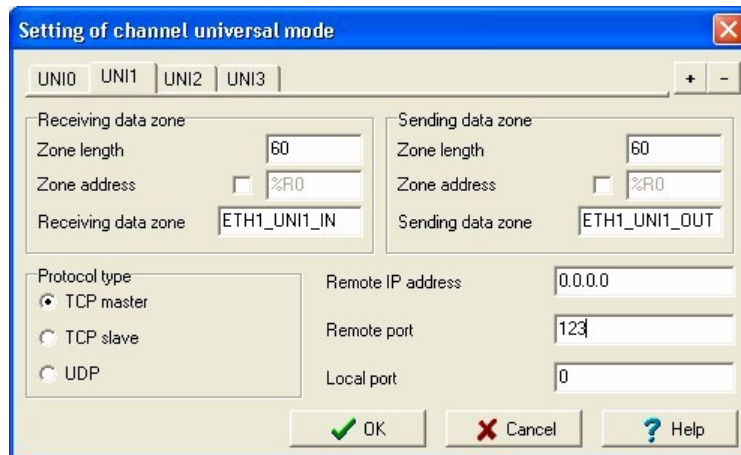 Setting of channel universal mode
UNI0 UNI1 UNI2 UNI3 + -
Receiving data zone
Zone length 60
Zone address %R0
Receiving data zone ETH1_UNI1_IN
Sending data zone
Zone length 60
Zone address %R0
Sending data zone ETH1_UNI1_OUT
Protocol type
TCP master
TCP slave
UDP
Remote IP address 0.0.0.0
Remote port 123
Local port 0
OK Cancel Help